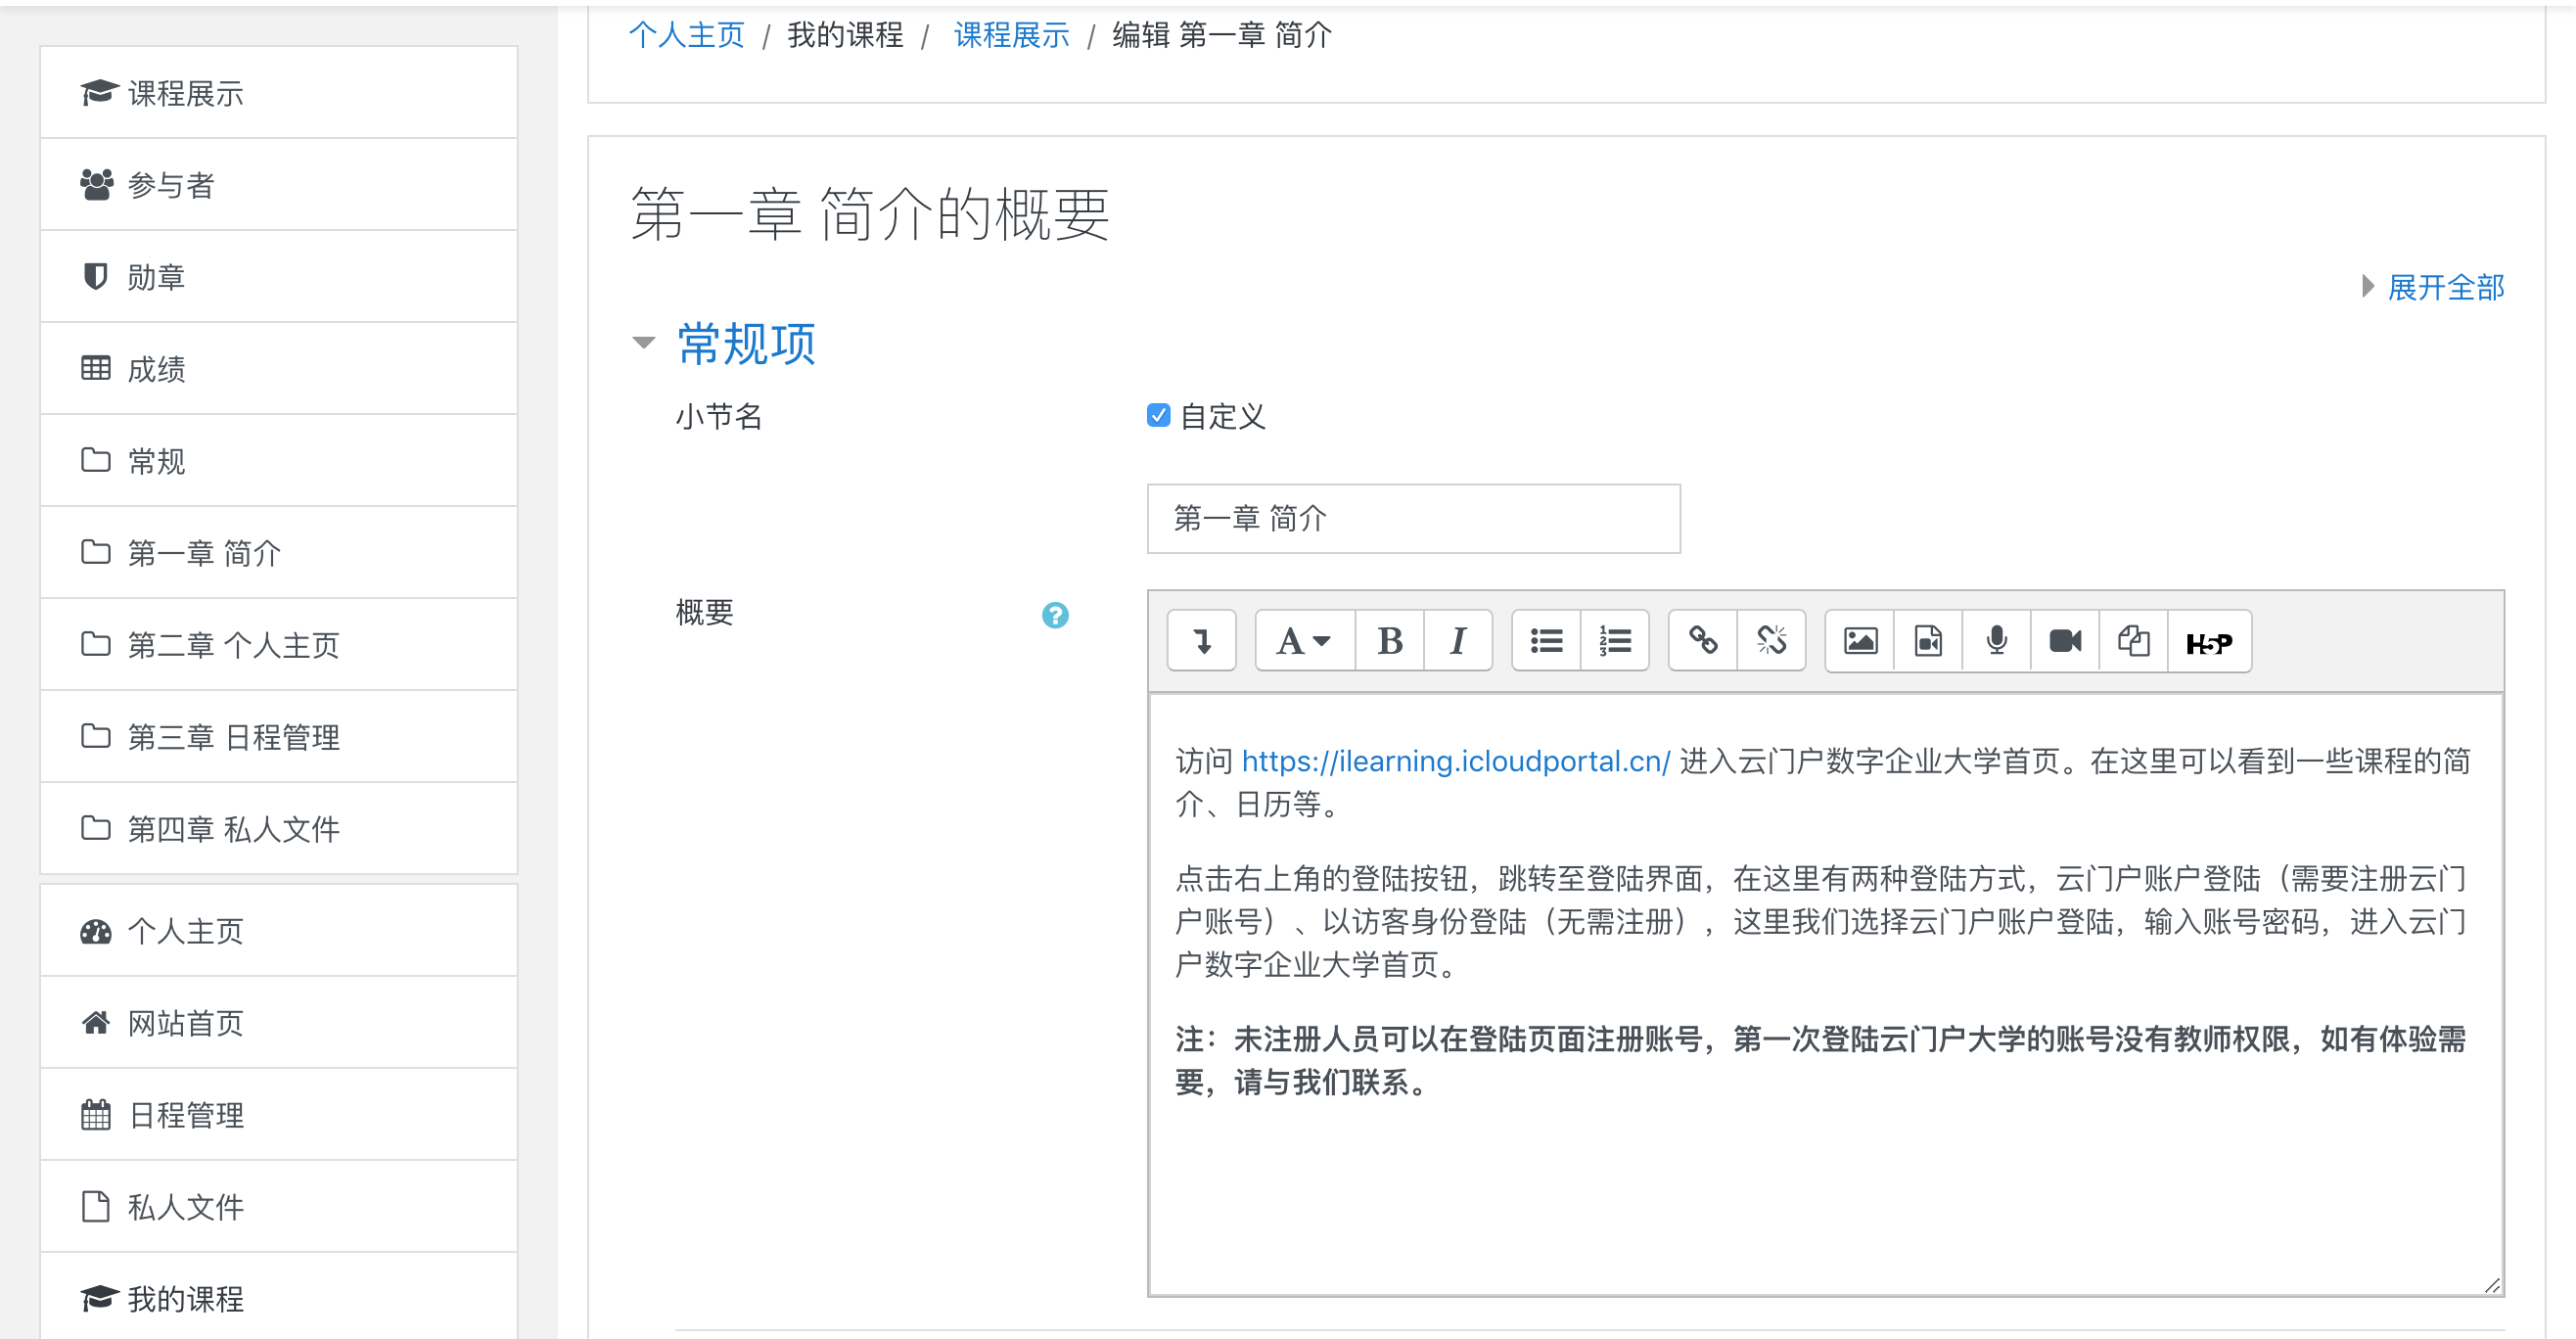 个人主页 / 我的课程 / 课程展示 / 编辑 第一章 简介
课程展示
参与者
勋章
成绩
常规
第一章 简介
第二章 个人主页
第三章 日程管理
第四章 私人文件
个人主页
网站首页
日程管理
私人文件
我的课程
第一章 简介的概要
展开全部
常规项
小节名
自定义
第一章 简介
概要
?
A B I
H5P
访问 https://ilearning.icloudportal.cn/ 进入云门户数字企业大学首页。在这里可以看到一些课程的简
介、日历等。
点击右上角的登陆按钮，跳转至登陆界面，在这里有两种登陆方式，云门户账户登陆（需要注册云门
户账号）、以访客身份登陆（无需注册），这里我们选择云门户账户登陆，输入账号密码，进入云门
户数字企业大学首页。
注：未注册人员可以在登陆页面注册账号，第一次登陆云门户大学的账号没有教师权限，如有体验需
要，请与我们联系。